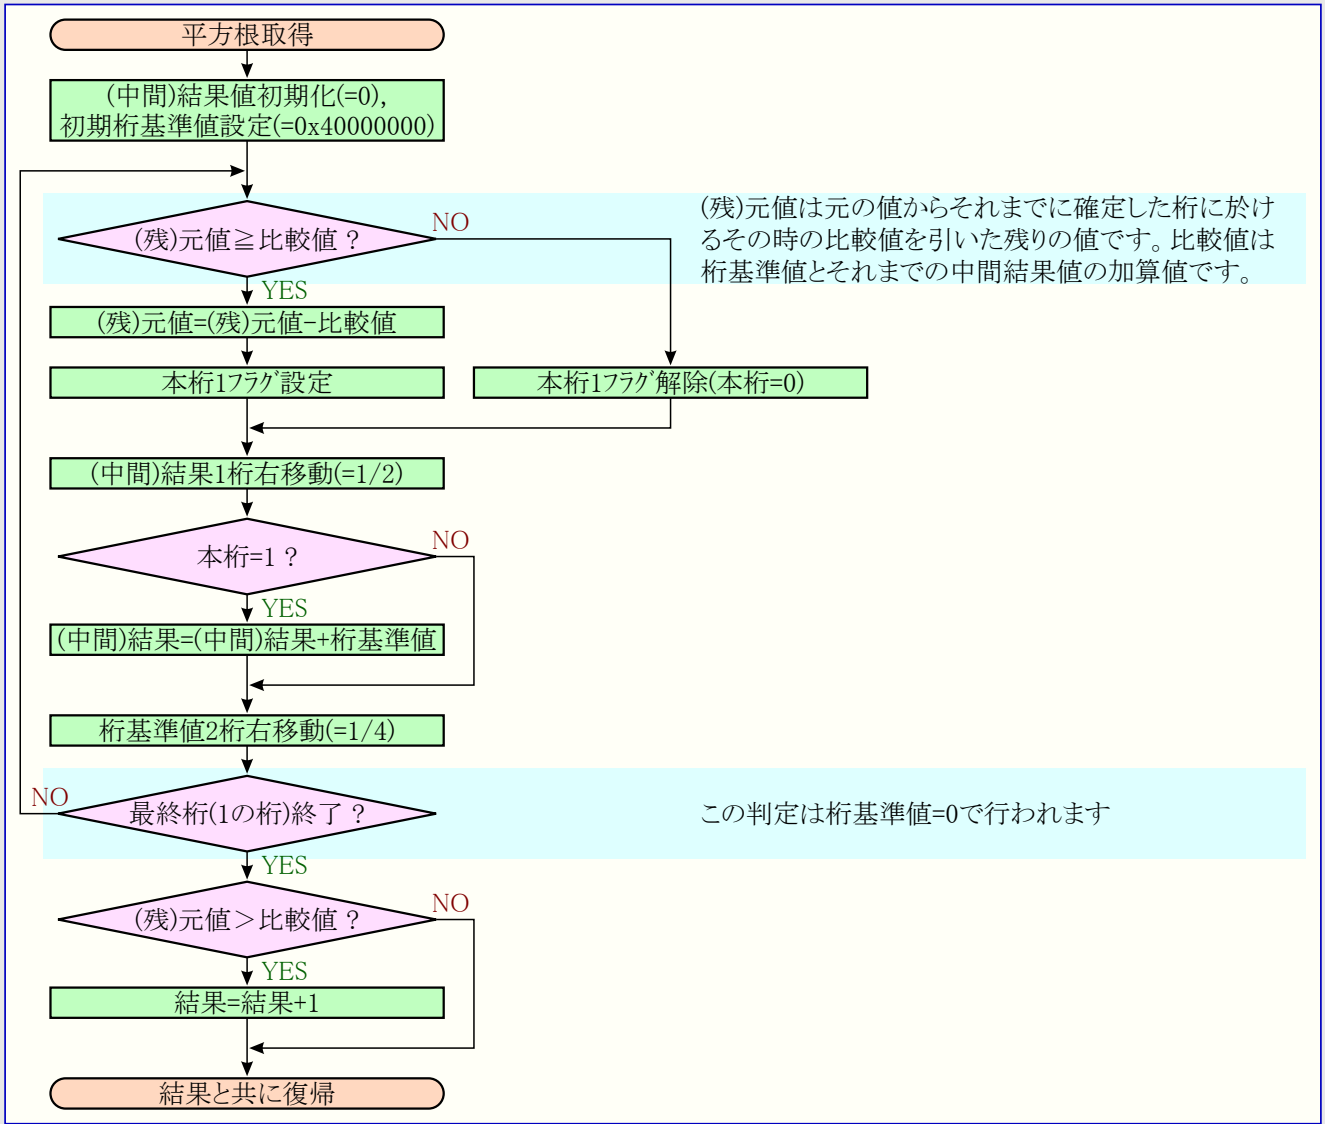 平方根取得
(中間)結果値初期化(=0),
初期桁基準値設定(=0x40000000)
(残)元値≧比較値 ?
NO
(残)元値は元の値からそれまでに確定した桁に於け
るその時の比較値を引いた残りの値です。比較値は
桁基準値とそれまでの中間結果値の加算値です。
YES
(残)元値=(残)元値−比較値
本桁1ﾌﾗｸﾞ設定
本桁1ﾌﾗｸﾞ解除(本桁=0)
(中間)結果1桁右移動(=1/2)
本桁=1 ?
NO
YES
(中間)結果=(中間)結果+桁基準値
桁基準値2桁右移動(=1/4)
NO
最終桁(1の桁)終了 ?
この判定は桁基準値=0で行われます
YES
(残)元値＞比較値 ?
NO
YES
結果=結果+1
結果と共に復帰